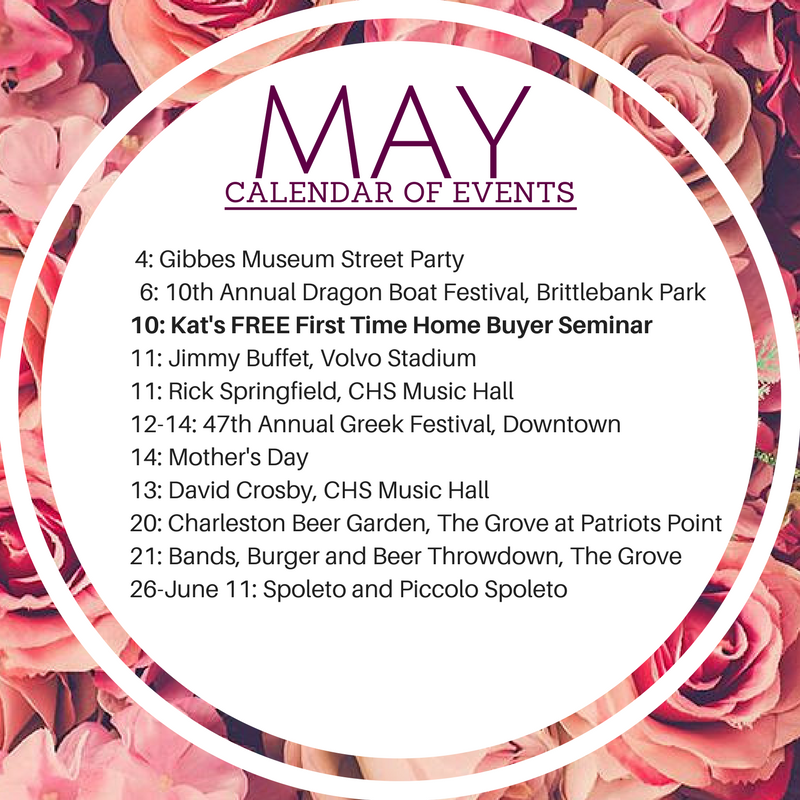 MAY
CALENDAR OF EVENTS
4: Gibbes Museum Street Party
6: 10th Annual Dragon Boat Festival, Brittlebank Park
10: Kat's FREE First Time Home Buyer Seminar
11: Jimmy Buffet, Volvo Stadium
11: Rick Springfield, CHS Music Hall
12-14: 47th Annual Greek Festival, Downtown
14: Mother's Day
13: David Crosby, CHS Music Hall
20: Charleston Beer Garden, The Grove at Patriots Point
21: Bands, Burger and Beer Throwdown, The Grove
26-June 11: Spoleto and Piccolo Spoleto